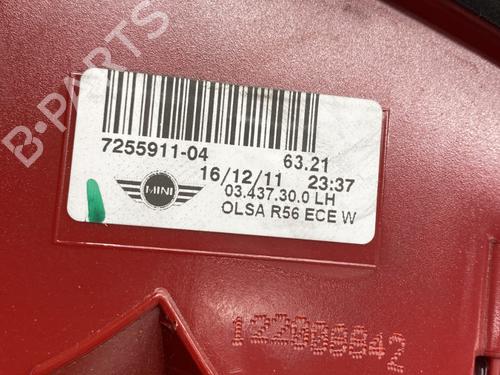 B-PARTS
7255911-04 63.21
16/12/11 23:37
MINI
03.437.30.0 LH
OLSA R56 ECE W